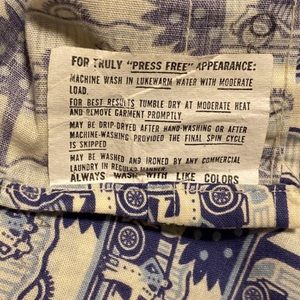 FOR TRULY "PRESS FREE" APPEARANCE:
MACHINE WASH IN LUKEWARM WATER WITH MODERATE
LOAD.
FOR BEST RESULTS TUMBLE DRY AT MODERATE HEAT
AND REMOVE GARMENT PROMPTLY.
MAY BE DRIP-DRIED AFTER HAND-WASHING OR AFTER
MACHINE-WASHING PROVIDED THE FINAL SPIN CYCLE
IS SKIPPED
MAY BE WASHED AND IRONED BY ANY COMMERCIAL
LAUNDRY IN REGULAR MANNER.
ALWAYS WASH WITH LIKE COLORS